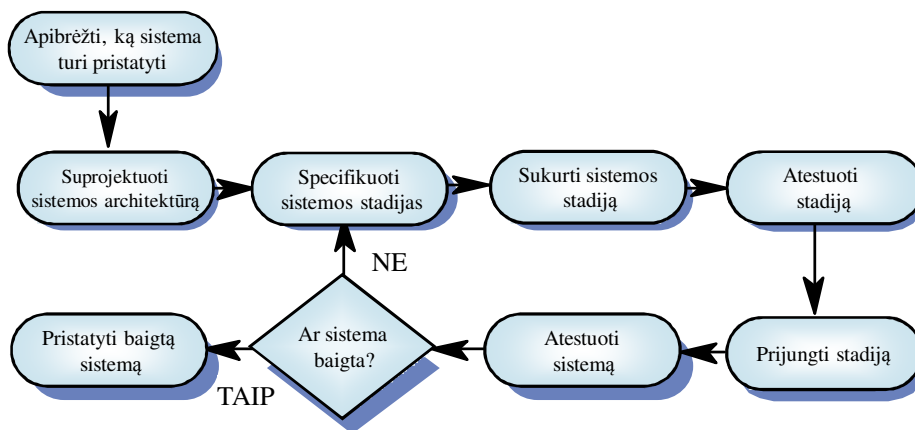 Apibrėžti, ką sistema
turi pristatyti
Suprojektuoti
sistemos architektūrą
Specifikuoti
sistemos stadijas
Sukurti sistemos
stadiją
Atestuoti
stadiją
NE
Pristatyti baigtą
sistemą
TAIP
Ar sistema
baigta?
Atestuoti
sistemą
Prijungti stadiją